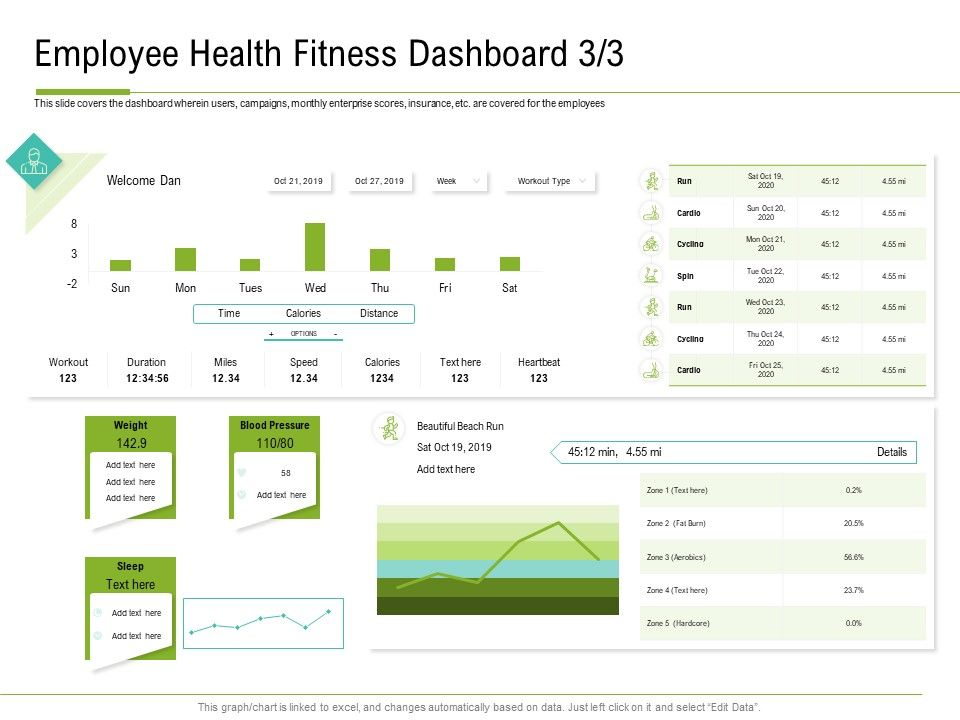 Employee Health Fitness Dashboard 3/3
This slide covers the dashboard wherein users, campaigns, monthly enterprise scores, insurance, etc. are covered for the employees
Welcome Dan
Oct 21, 2019
Oct 27, 2019
Week
Workout Type
8
3
-2
Sun Mon Tues Wed Thu Fri Sat
Time Calories Distance
+ OPTIONS -
Workout Duration Miles Speed Calories Text here Heartbeat
123 12:34:56 12.34 12.34 1234 123 123
Run Sat Oct 19, 2020 45:12 4.55 mi
Cardio Sun Oct 20, 2020 45:12 4.55 mi
Cycling Mon Oct 21, 2020 45:12 4.55 mi
Spin Tue Oct 22, 2020 45:12 4.55 mi
Run Wed Oct 23, 2020 45:12 4.55 mi
Cycling Thu Oct 24, 2020 45:12 4.55 mi
Cardio Fri Oct 25, 2020 45:12 4.55 mi
Weight
142.9
Add text here
Add text here
Add text here
Blood Pressure
110/80
58
Add text here
Sleep
Text here
Add text here
Add text here
Beautiful Beach Run
Sat Oct 19, 2019
Add text here
45:12 min, 4.55 mi Details
Zone 1 (Text here) 0.2%
Zone 2 (Fat Burn) 20.5%
Zone 3 (Aerobics) 56.6%
Zone 4 (Text here) 23.7%
Zone 5 (Hardcore) 0.0%
This graph/chart is linked to excel, and changes automatically based on data. Just left click on it and select “Edit Data”.